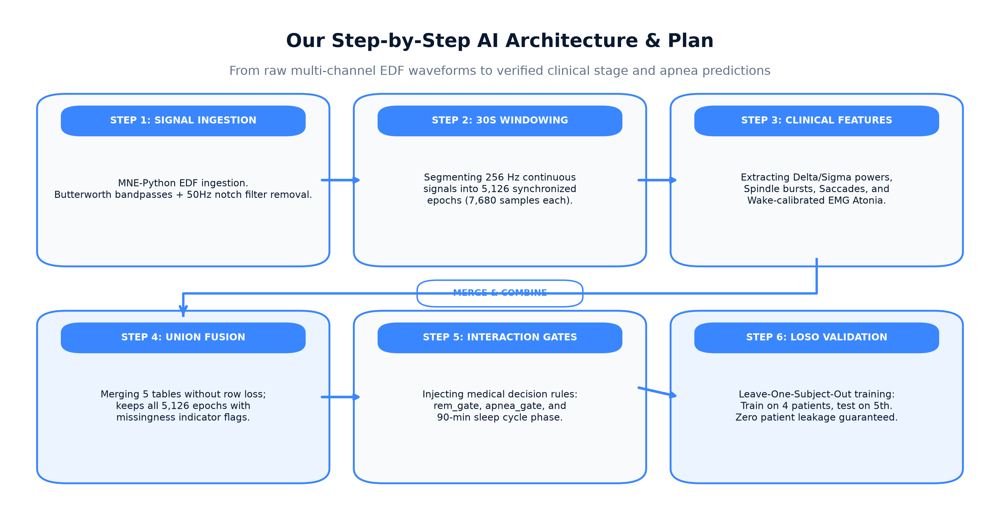 Our Step-by-Step AI Architecture & Plan
From raw multi-channel EDF waveforms to verified clinical stage and apnea predictions
STEP 1: SIGNAL INGESTION
MNE-Python EDF ingestion.
Butterworth bandpasses + 50Hz notch filter removal.
STEP 2: 30S WINDOWING
Segmenting 256 Hz continuous
signals into 5,126 synchronized
epochs (7,680 samples each).
STEP 3: CLINICAL FEATURES
Extracting Delta/Sigma powers,
Spindle bursts, Saccades, and
Wake-calibrated EMG Atonia.
MERGE & COMBINE
STEP 4: UNION FUSION
Merging 5 tables without row loss;
keeps all 5,126 epochs with
missingness indicator flags.
STEP 5: INTERACTION GATES
Injecting medical decision rules:
rem_gate, apnea_gate, and
90-min sleep cycle phase.
STEP 6: LOSO VALIDATION
Leave-One-Subject-Out training:
Train on 4 patients, test on 5th.
Zero patient leakage guaranteed.